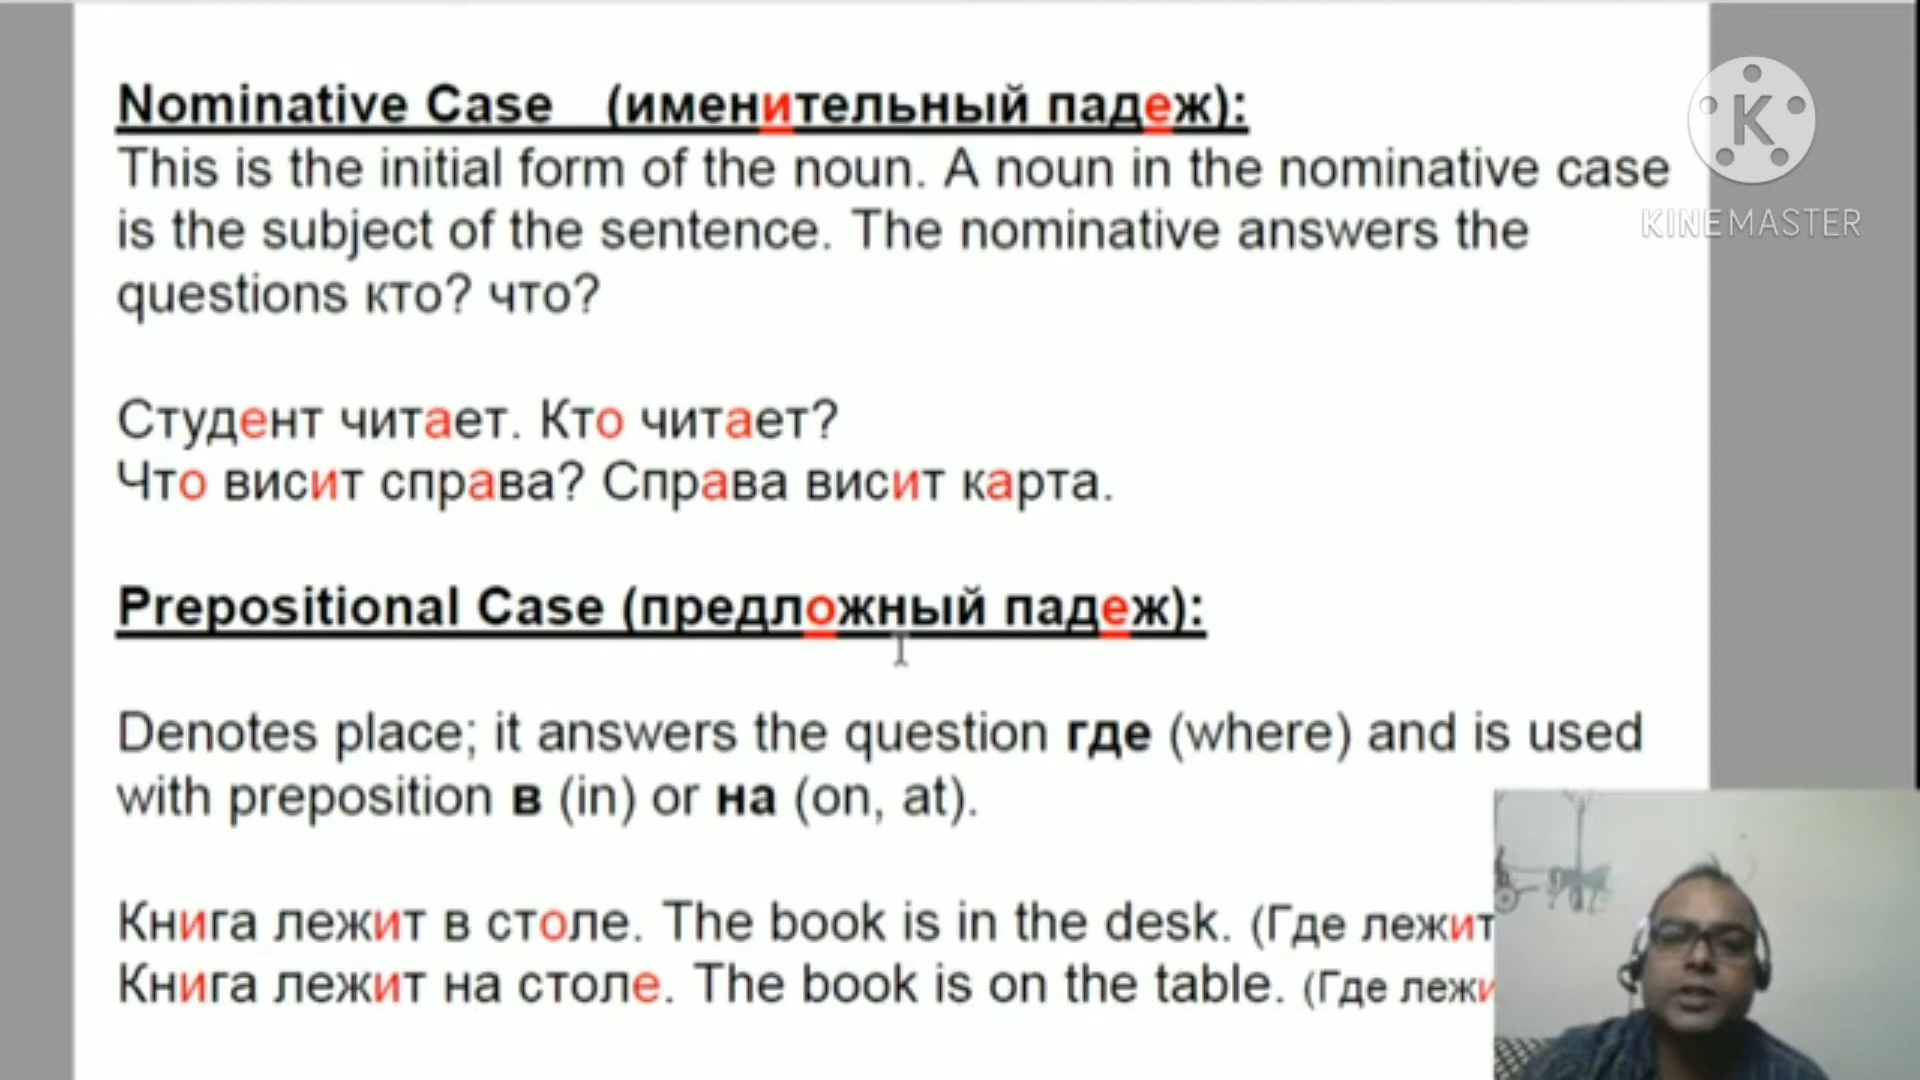 Nominative Case (именительный падеж):
This is the initial form of the noun. A noun in the nominative case
is the subject of the sentence. The nominative answers the
questions кто? что?
Студент читает. Кто читает?
Что висит справа? Справа висит карта.
Prepositional Case (предложный падеж):
Denotes place; it answers the question где (where) and is used
with preposition в (in) or на (on, at).
Книга лежит в столе. The book is in the desk. (Где лежит
Книга лежит на столе. The book is on the table. (Где лежи
K
KINEMASTER